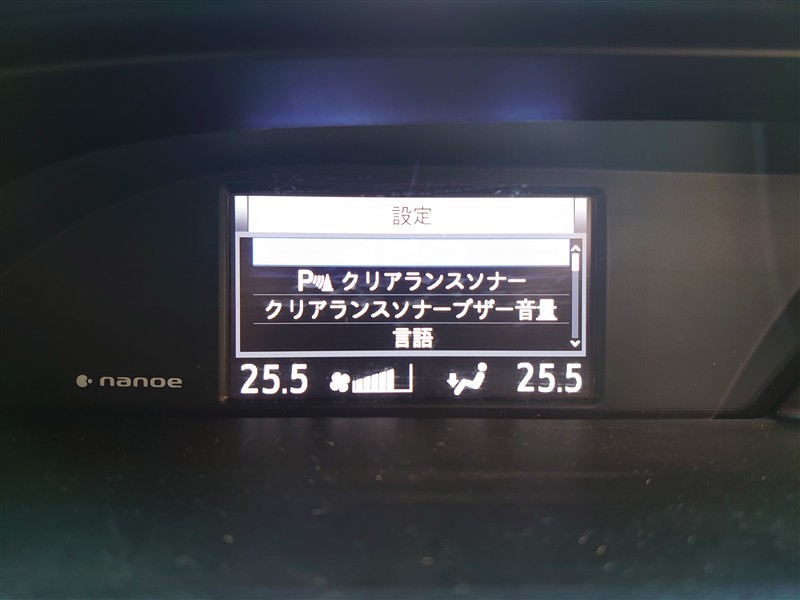 設定
P クリアランスソナー
クリアランスソナーブザー音量
言語
25.5 25.5
nanoe